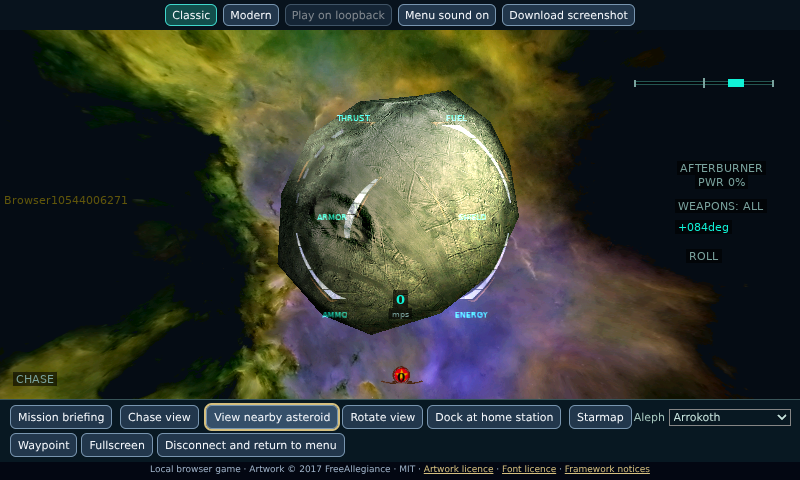 Classic Modern Play on loopback Menu sound on Download screenshot
THRUST FUEL
AFTERBURNER
PWR 0%
Browser10544006271
WEAPONS: ALL
ARMOR
+084deg
ROLL
0
mps
AMMO ENERGY
CHASE
Mission briefing Chase view View nearby asteroid Rotate view Dock at home station Starmap Aleph Arrokoth
Waypoint Fullscreen Disconnect and return to menu
Local browser game · Artwork © 2017 FreeAllegiance · MIT · Artwork licence · Font licence · Framework notices